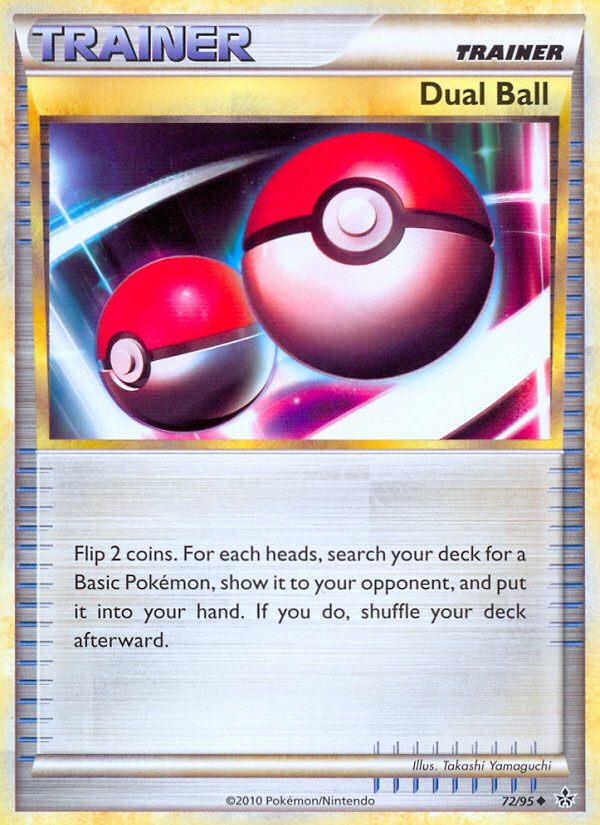 TRAINER
TRAINER
Dual Ball
Flip 2 coins. For each heads, search your deck for a
Basic Pokémon, show it to your opponent, and put
it into your hand. If you do, shuffle your deck
afterward.
Illus. Takashi Yamaguchi
©2010 Pokémon/Nintendo
72/95